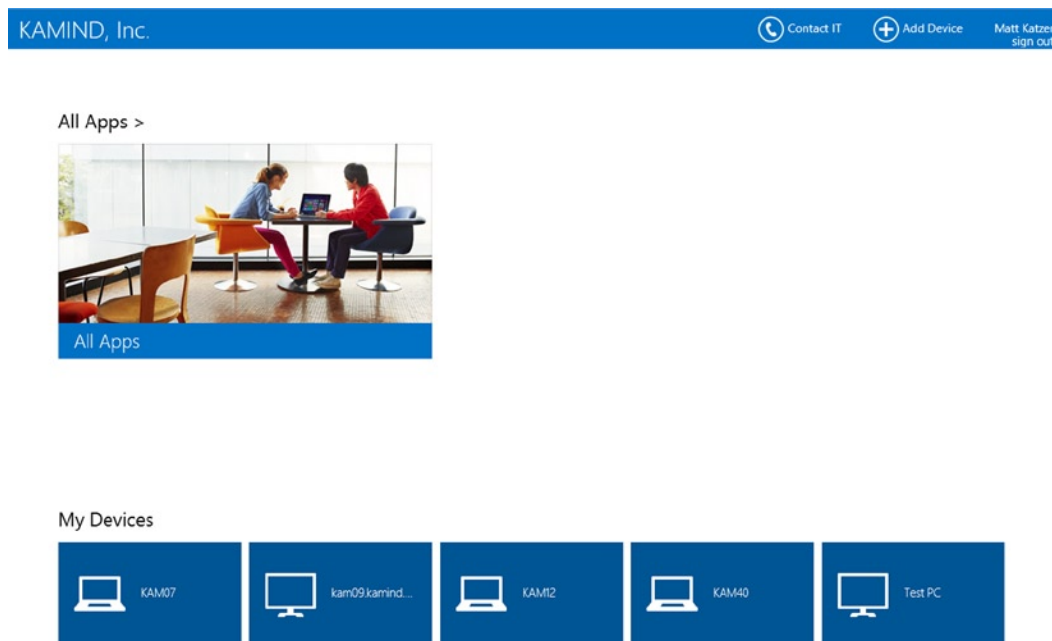 KAMIND, Inc.
Contact IT
Add Device
Matt Katzer
sign out
All Apps >
All Apps
My Devices
KAM07
kam09.kamind...
KAM12
KAM40
Test PC